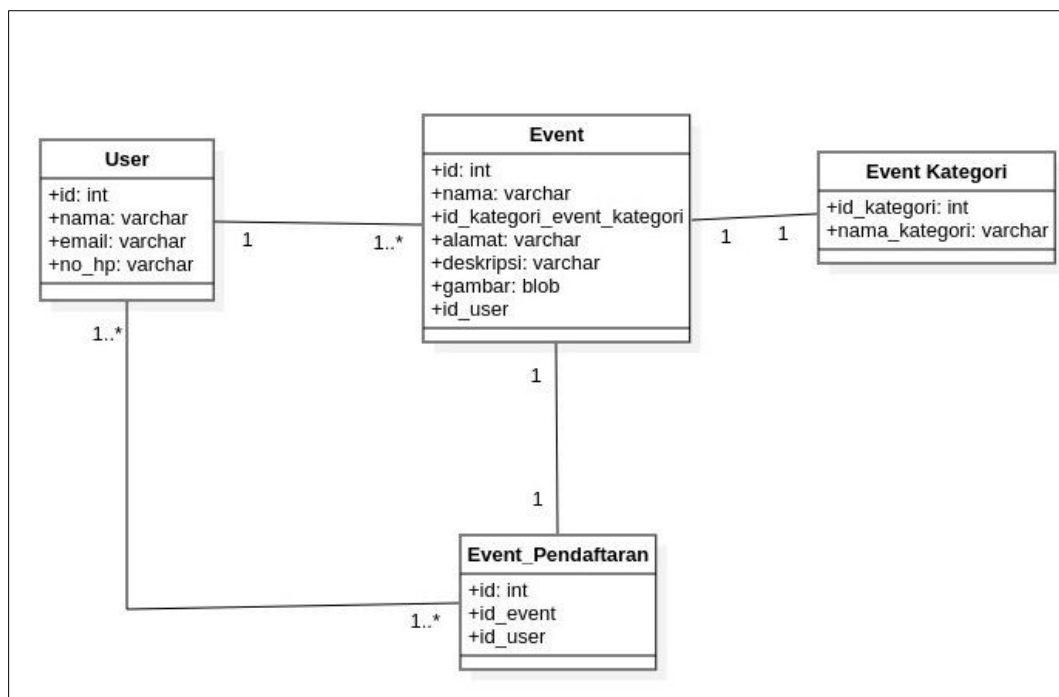 User
+id: int
+nama: varchar
+email: varchar
+no_hp: varchar
1
1..*
1..*
Event
+id: int
+nama: varchar
+id_kategori_event_kategori
+alamat: varchar
+deskripsi: varchar
+gambar: blob
+id_user
1
1
Event Kategori
+id_kategori: int
+nama_kategori: varchar
1
1
Event_Pendaftaran
+id: int
+id_event
+id_user
1..*